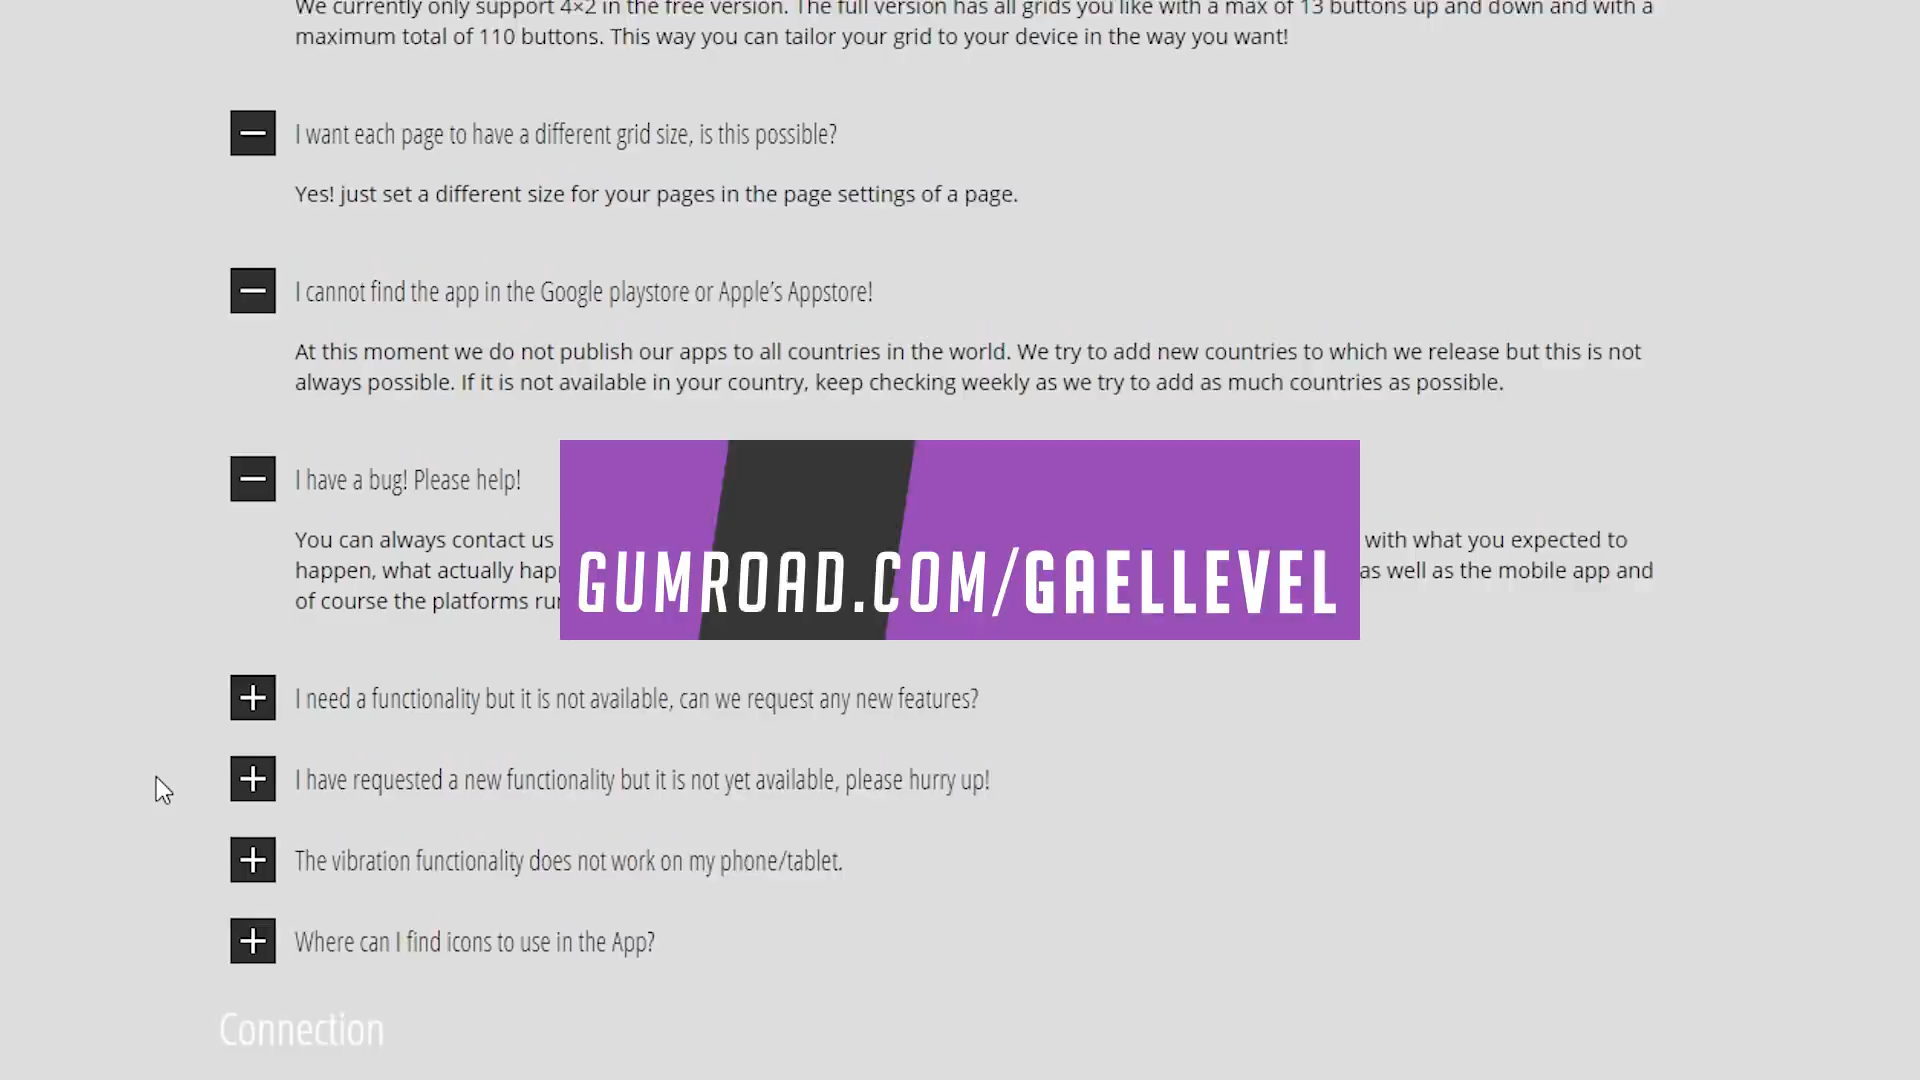 We currently only support 4×2 in the free version. The full version has all grids you like with a max of 13 buttons up and down and with a
maximum total of 110 buttons. This way you can tailor your grid to your device in the way you want!
I want each page to have a different grid size, is this possible?
Yes! just set a different size for your pages in the page settings of a page.
I cannot find the app in the Google playstore or Apple’s Appstore!
At this moment we do not publish our apps to all countries in the world. We try to add new countries to which we release but this is not
always possible. If it is not available in your country, keep checking weekly as we try to add as much countries as possible.
I have a bug! Please help!
You can always contact us with what you expected to
happen, what actually as well as the mobile app and
of course the platforms
GUMROAD.COM/GAELLEVEL
I need a functionality but it is not available, can we request any new features?
I have requested a new functionality but it is not yet available, please hurry up!
The vibration functionality does not work on my phone/tablet.
Where can I find icons to use in the App?
Connection